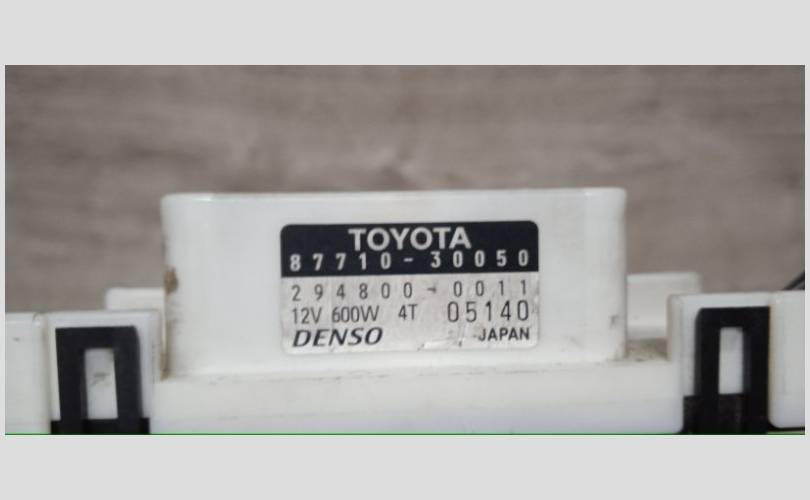 TOYOTA
87710-30050
294800-0011
12V 600W 4T 05140
DENSO JAPAN